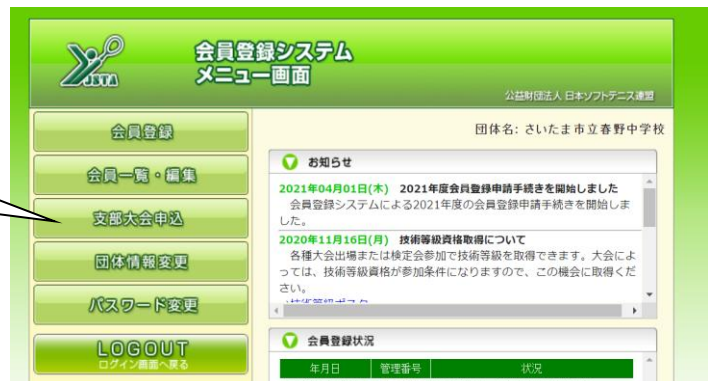 JSTA
会員登録システム
メニュー画面
公益財団法人 日本ソフトテニス連盟
会員登録
会員一覧・編集
支部大会申込
団体情報変更
パスワード変更
LOGOUT
ログイン画面へ戻る
団体名: さいたま市立春野中学校
お知らせ
2021年04月01日(木) 2021年度会員登録申請手続きを開始しました
会員登録システムによる2021年度の会員登録申請手続きを開始しま
した。
2020年11月16日(月) 技術等級資格取得について
各種大会出場または検定会参加で技術等級を取得できます。大会によ
っては、技術等級資格が参加条件になりますので、この機会に取得くだ
さい。
会員登録状況
年月日 管理番号 状況